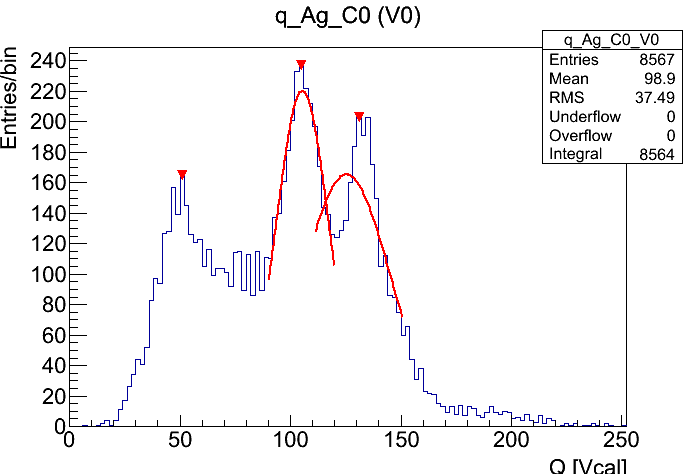 q_Ag_C0 (V0)
q_Ag_C0_V0
Entries 8567
Mean 98.9
RMS 37.49
Underflow 0
Overflow 0
Integral 8564
Entries/bin
240
220
200
180
160
140
120
100
80
60
40
20
0
0 50 100 150 200 250
Q [Vcal]